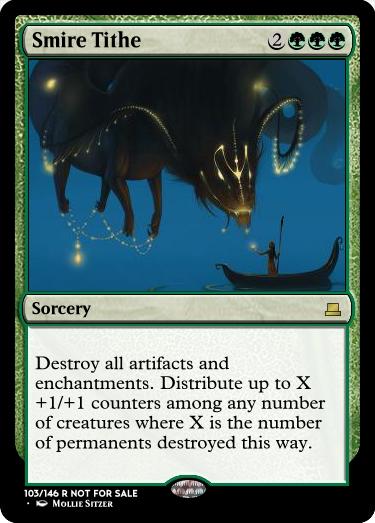 Smire Tithe 2
Sorcery
Destroy all artifacts and
enchantments. Distribute up to X
+1/+1 counters among any number
of creatures where X is the number
of permanents destroyed this way.
103/146 R NOT FOR SALE
· Mollie Sitzer